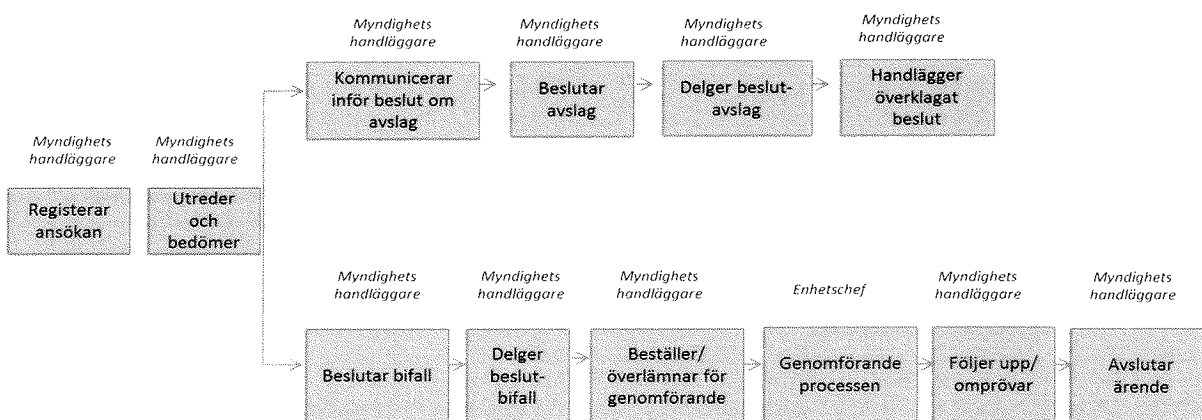 Myndighets
handläggare
Kommunicerar
inför beslut om
avslag
Myndighets
handläggare
Beslutar
avslag
Myndighets
handläggare
Delger beslut-
avslag
Myndighets
handläggare
Handlägger
överklagat
beslut
Myndighets
handläggare
Registerar
ansökan
Myndighets
handläggare
Utreder
och
bedömer
Myndighets
handläggare
Beslutar bifall
Myndighets
handläggare
Delger
beslut-
bifall
Myndighets
handläggare
Beställer/
överlämnar för
genomförande
Enhetschef
Genomförande
processen
Myndighets
handläggare
Följer upp/
omprövar
Myndighets
handläggare
Avslutar
ärende